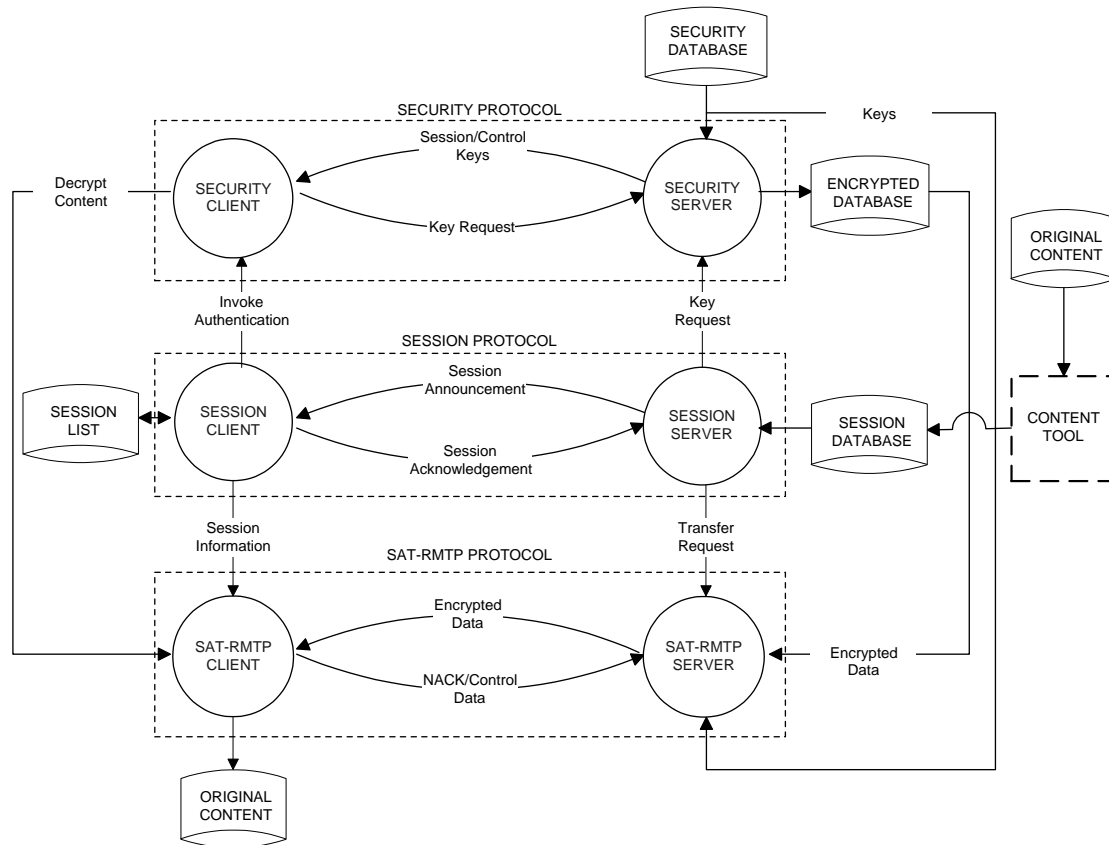 SECURITY
DATABASE
SECURITY PROTOCOL
Keys
Session/Control
Keys
Decrypt
Content
SECURITY
CLIENT
SECURITY
SERVER
ENCRYPTED
DATABASE
Key Request
ORIGINAL
CONTENT
Invoke
Authentication
Key
Request
SESSION PROTOCOL
Session
Announcement
SESSION
LIST
SESSION
CLIENT
SESSION
SERVER
SESSION
DATABASE
CONTENT
TOOL
Session
Acknowledgement
Session
Information
Transfer
Request
SAT-RMTP PROTOCOL
Encrypted
Data
SAT-RMTP
CLIENT
SAT-RMTP
SERVER
Encrypted
Data
NACK/Control
Data
ORIGINAL
CONTENT